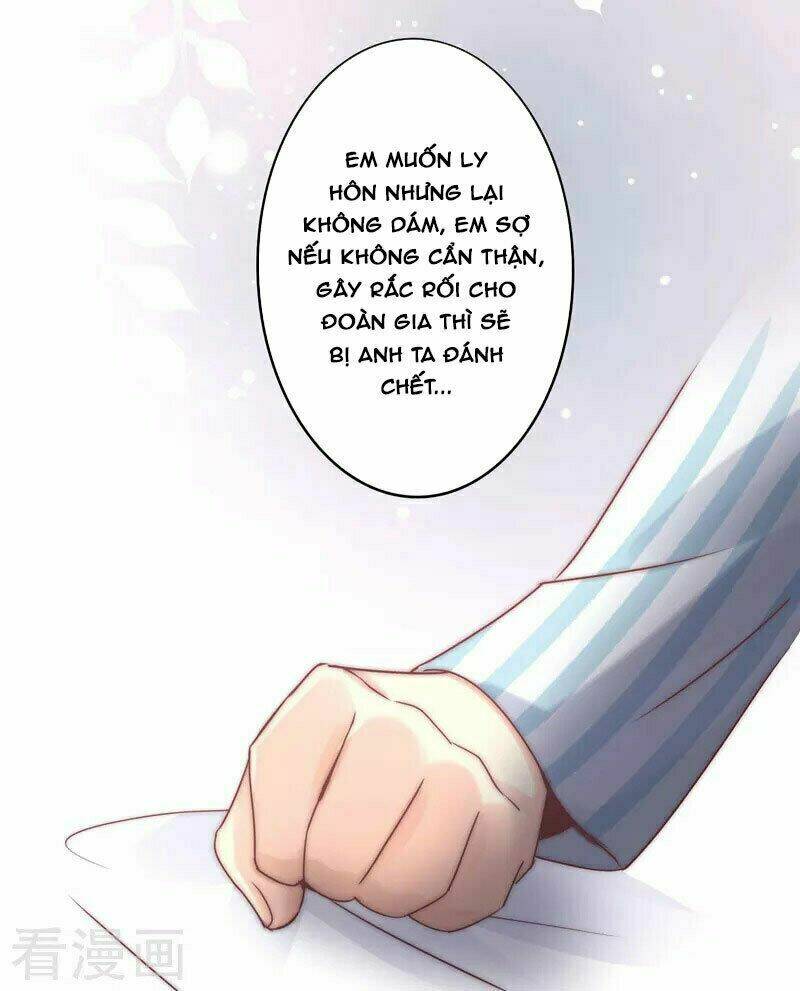 EM MUỐN LY
HÔN NHƯNG LẠI
KHÔNG DÁM, EM SỢ
NẾU KHÔNG CẨN THẬN,
GÂY RẮC RỐI CHO
ĐOÀN GIA THÌ SẼ
BỊ ANH TA ĐÁNH
CHẾT...
看漫画